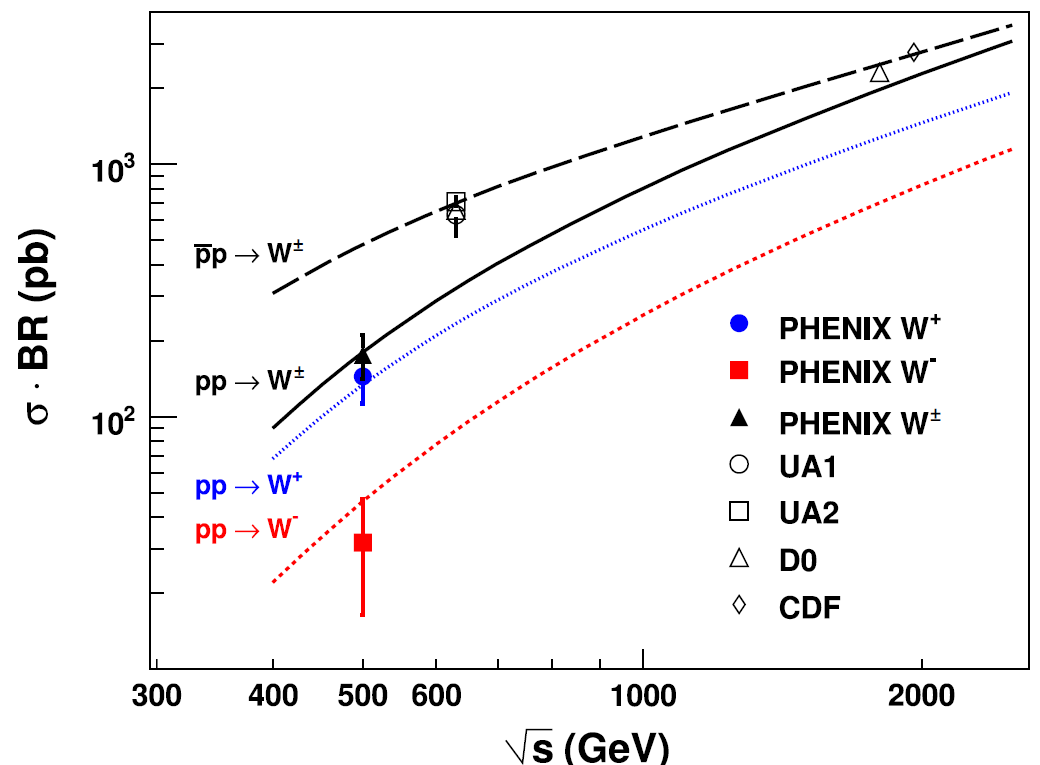 σ · BR (pb)
10³
10²
p̅p → W±
pp → W±
pp → W⁺
pp → W⁻
PHENIX W⁺
PHENIX W⁻
PHENIX W±
UA1
UA2
D0
CDF
300 400 500 600 1000 2000
√s (GeV)